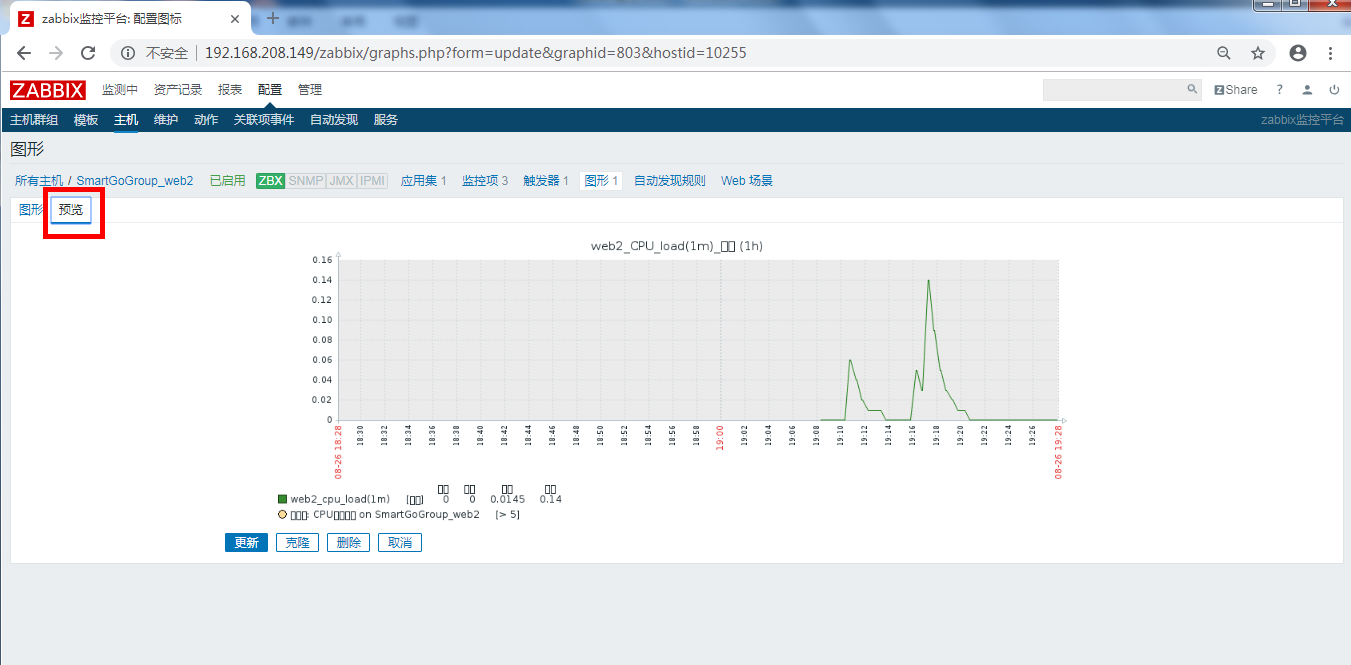 zabbix监控平台: 配置图标
不安全 192.168.208.149/zabbix/graphs.php?form=update&graphid=803&hostid=10255
ZABBIX 监测中 资产记录 报表 配置 管理 Z Share ?
主机群组 模板 主机 维护 动作 关联项事件 自动发现 服务 zabbix监控平台
图形
所有主机 / SmartGoGroup_web2 已启用 ZBX SNMP JMX IPMI 应用集 1 监控项 3 触发器 1 图形 1 自动发现规则 Web 场景
图形 预览
web2_CPU_load(1m)_□□ (1h)
0.16
0.14
0.12
0.10
0.08
0.06
0.04
0.02
0
08-26 18:28 18:30 18:32 18:34 18:36 18:38 18:40 18:42 18:44 18:46 18:48 18:50 18:52 18:54 18:56 18:58 19:00 19:02 19:04 19:06 19:08 19:10 19:12 19:14 19:16 19:18 19:20 19:22 19:24 19:26 08-26 19:28
□□ □□ □□ □□
web2_cpu_load(1m) [□□] 0 0 0.0145 0.14
□□□: CPU□□□□ on SmartGoGroup_web2 [> 5]
更新 克隆 删除 取消